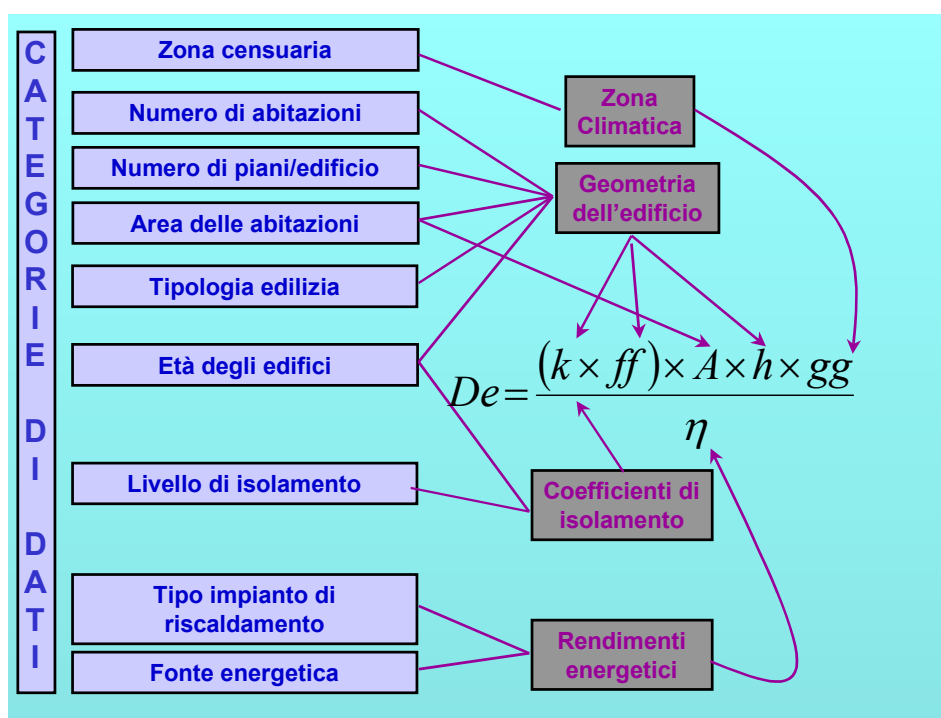 CATEGORIE DI DATI
Zona censuaria
Numero di abitazioni
Numero di piani/edificio
Area delle abitazioni
Tipologia edilizia
Età degli edifici
Livello di isolamento
Tipo impianto di
riscaldamento
Fonte energetica
Zona
Climatica
Geometria
dell'edificio
De = (k × ff) × A × h × gg
η
Coefficienti di
isolamento
Rendimenti
energetici